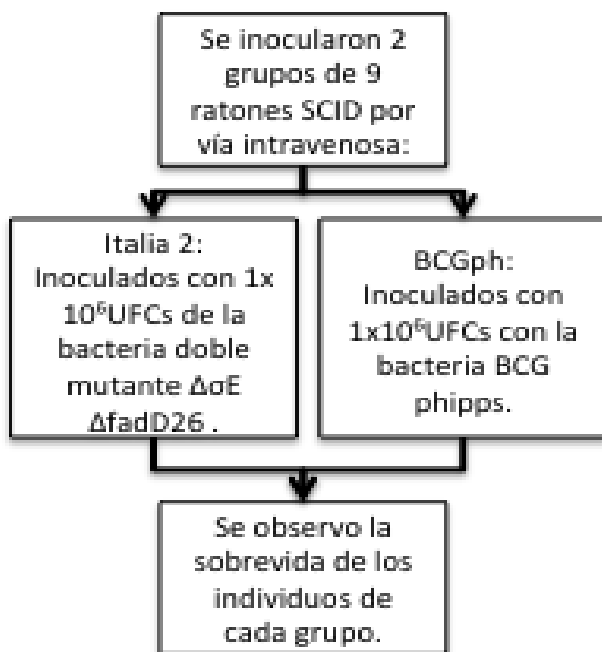 Se inocularon 2
grupos de 9
ratones SCID por
vía intravenosa:
Italia 2:
Inoculados con 1x
10⁶UFCs de la
bacteria doble
mutante ΔσE
ΔfadD26 .
BCGph:
Inoculados con
1x10⁶UFCs con la
bacteria BCG
phipps.
Se observo la
sobrevida de los
individuos de
cada grupo.